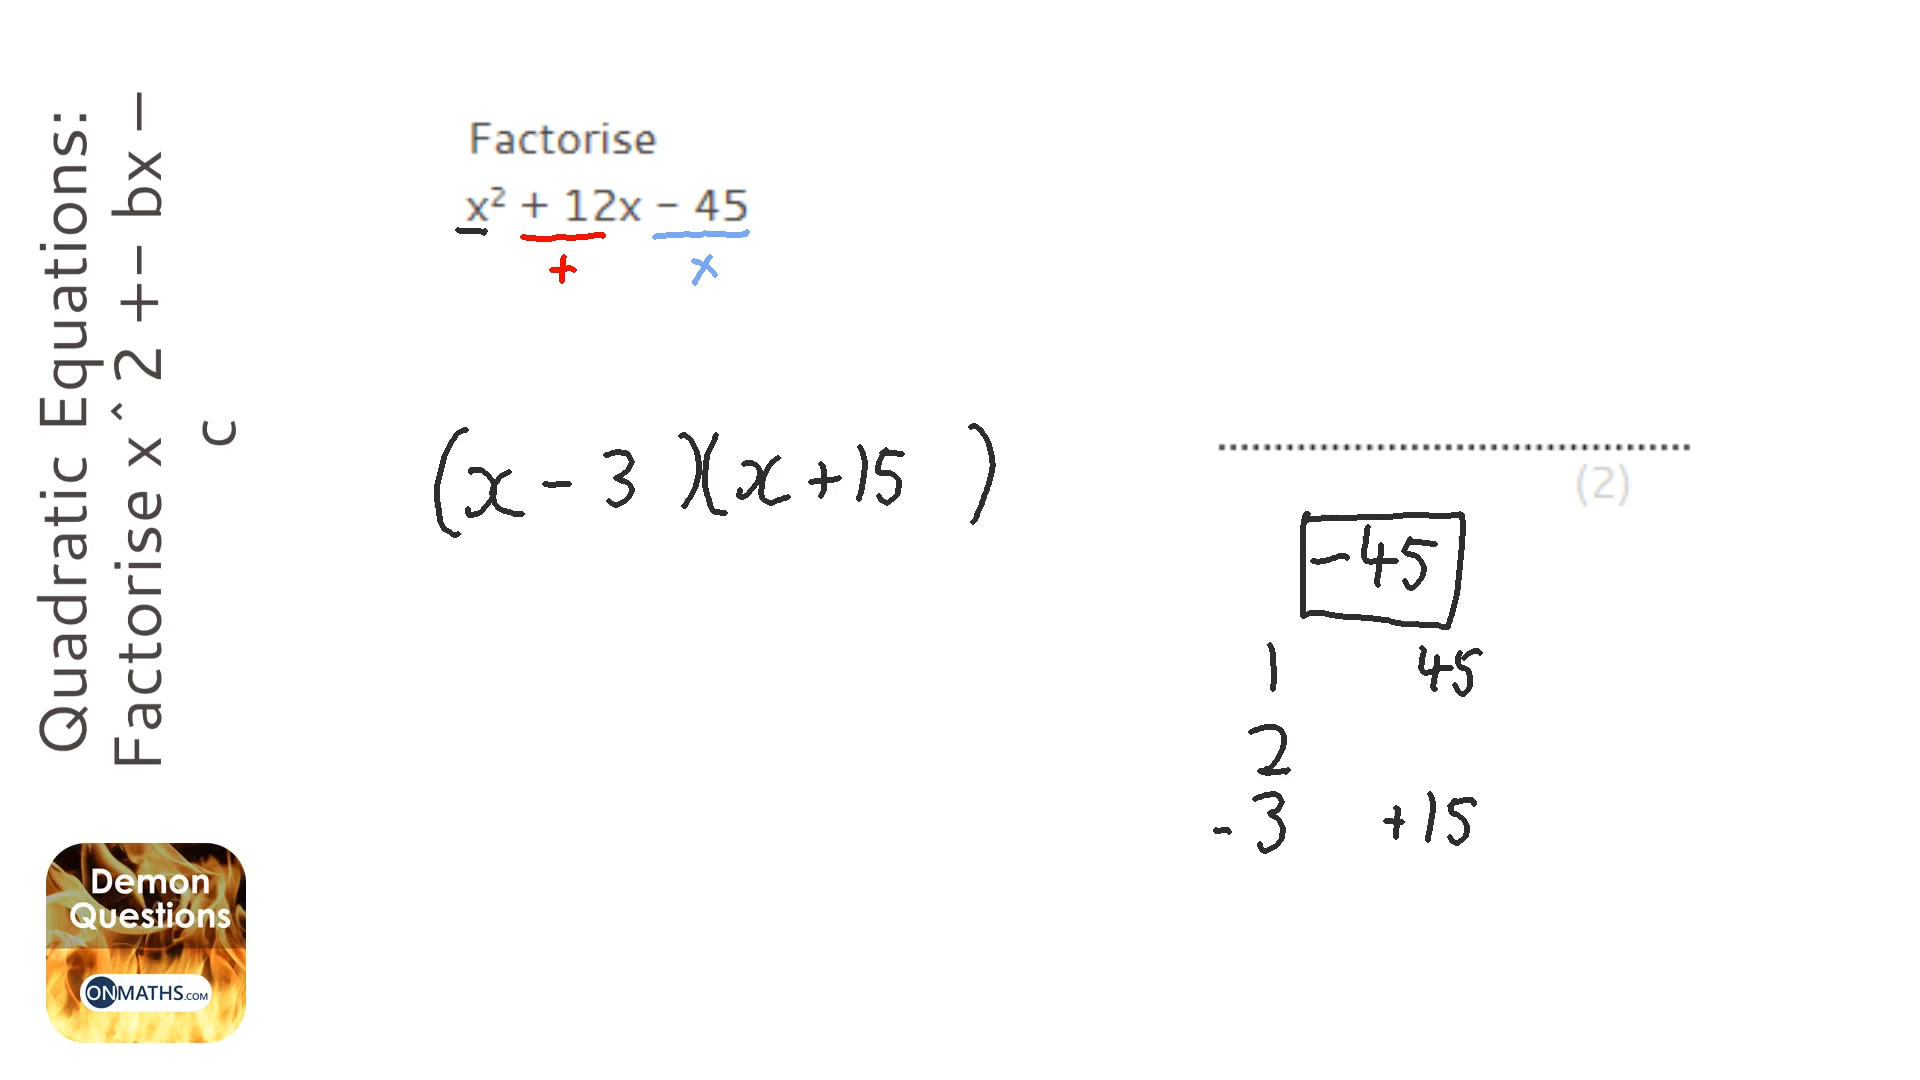 Quadratic Equations:
Factorise x^2 +- bx -
c
Factorise
x² + 12x - 45
+ x
(x - 3 )(x + 15 )
(2)
-45
1 45
2
- 3 + 15
Demon
Questions
ONMATHS.COM